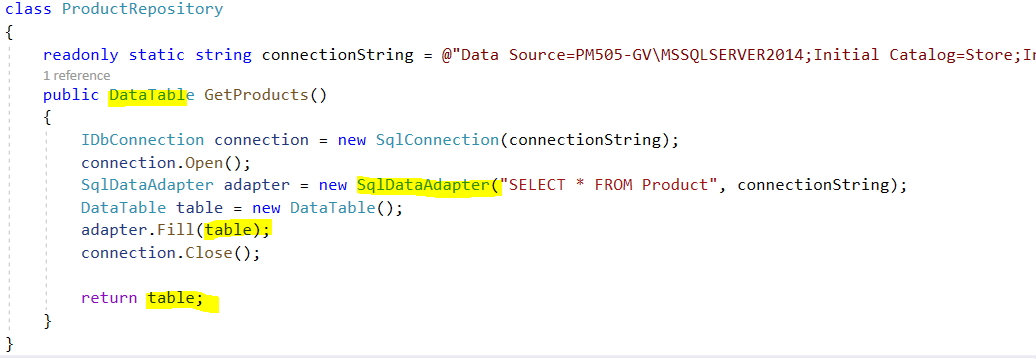 class ProductRepository
{
readonly static string connectionString = @"Data Source=PM505-GV\MSSQLSERVER2014;Initial Catalog=Store;
1 reference
public DataTable GetProducts()
{
IDbConnection connection = new SqlConnection(connectionString);
connection.Open();
SqlDataAdapter adapter = new SqlDataAdapter("SELECT * FROM Product", connectionString);
DataTable table = new DataTable();
adapter.Fill(table);
connection.Close();
return table;
}
}